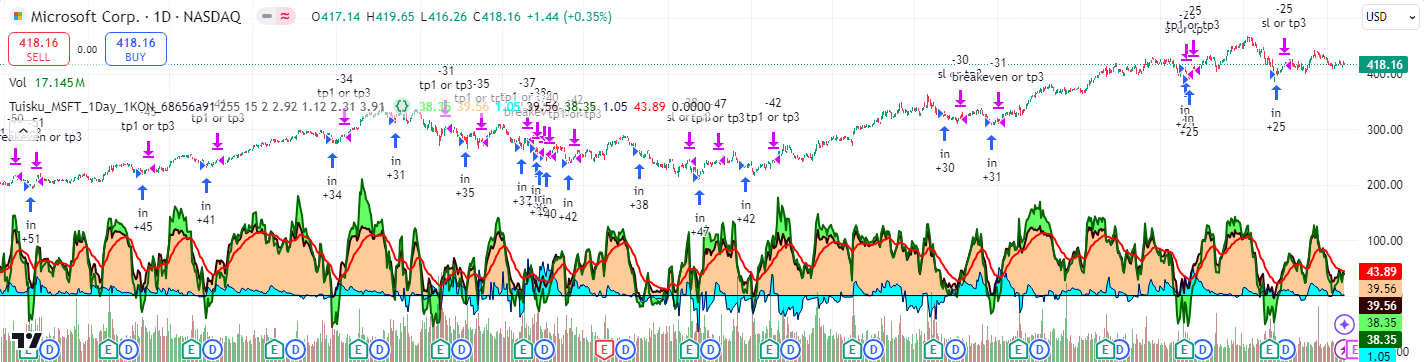 Microsoft Corp. · 1D · NASDAQ
O417.14 H419.65 L416.26 C418.16 +1.44 (+0.35%)
418.16
SELL
0.00
418.16
BUY
Vol 17.145M
Tuisku_MSFT_1Day_1KON_68656a91
255 15 2 2.92 1.12 2.31 3.91
38.35 39.56 1.05 39.56 38.35 1.05 43.89 0.0000
USD
418.16
400.00
300.00
200.00
100.00
43.89
39.56
39.56
38.35
38.35
1.05
-25
tp1 or tp3
-25
sl or tp3
-34
tp1 or tp3
-31
tp1 or tp3
-35
-37
-30
-31
breakeven or tp3
tp1 or tp3
tp1 or tp3
-42
tp1 or tp3
in
+51
in
+45
in
+41
in
+34
in
+31
in
+35
in
+37
in
+40
in
+42
in
+38
in
+47
in
+42
in
+30
in
+31
in
+25
in
+25
E D E D E D E D E D E D E D E D E D E D E D E D E D E D E D E D